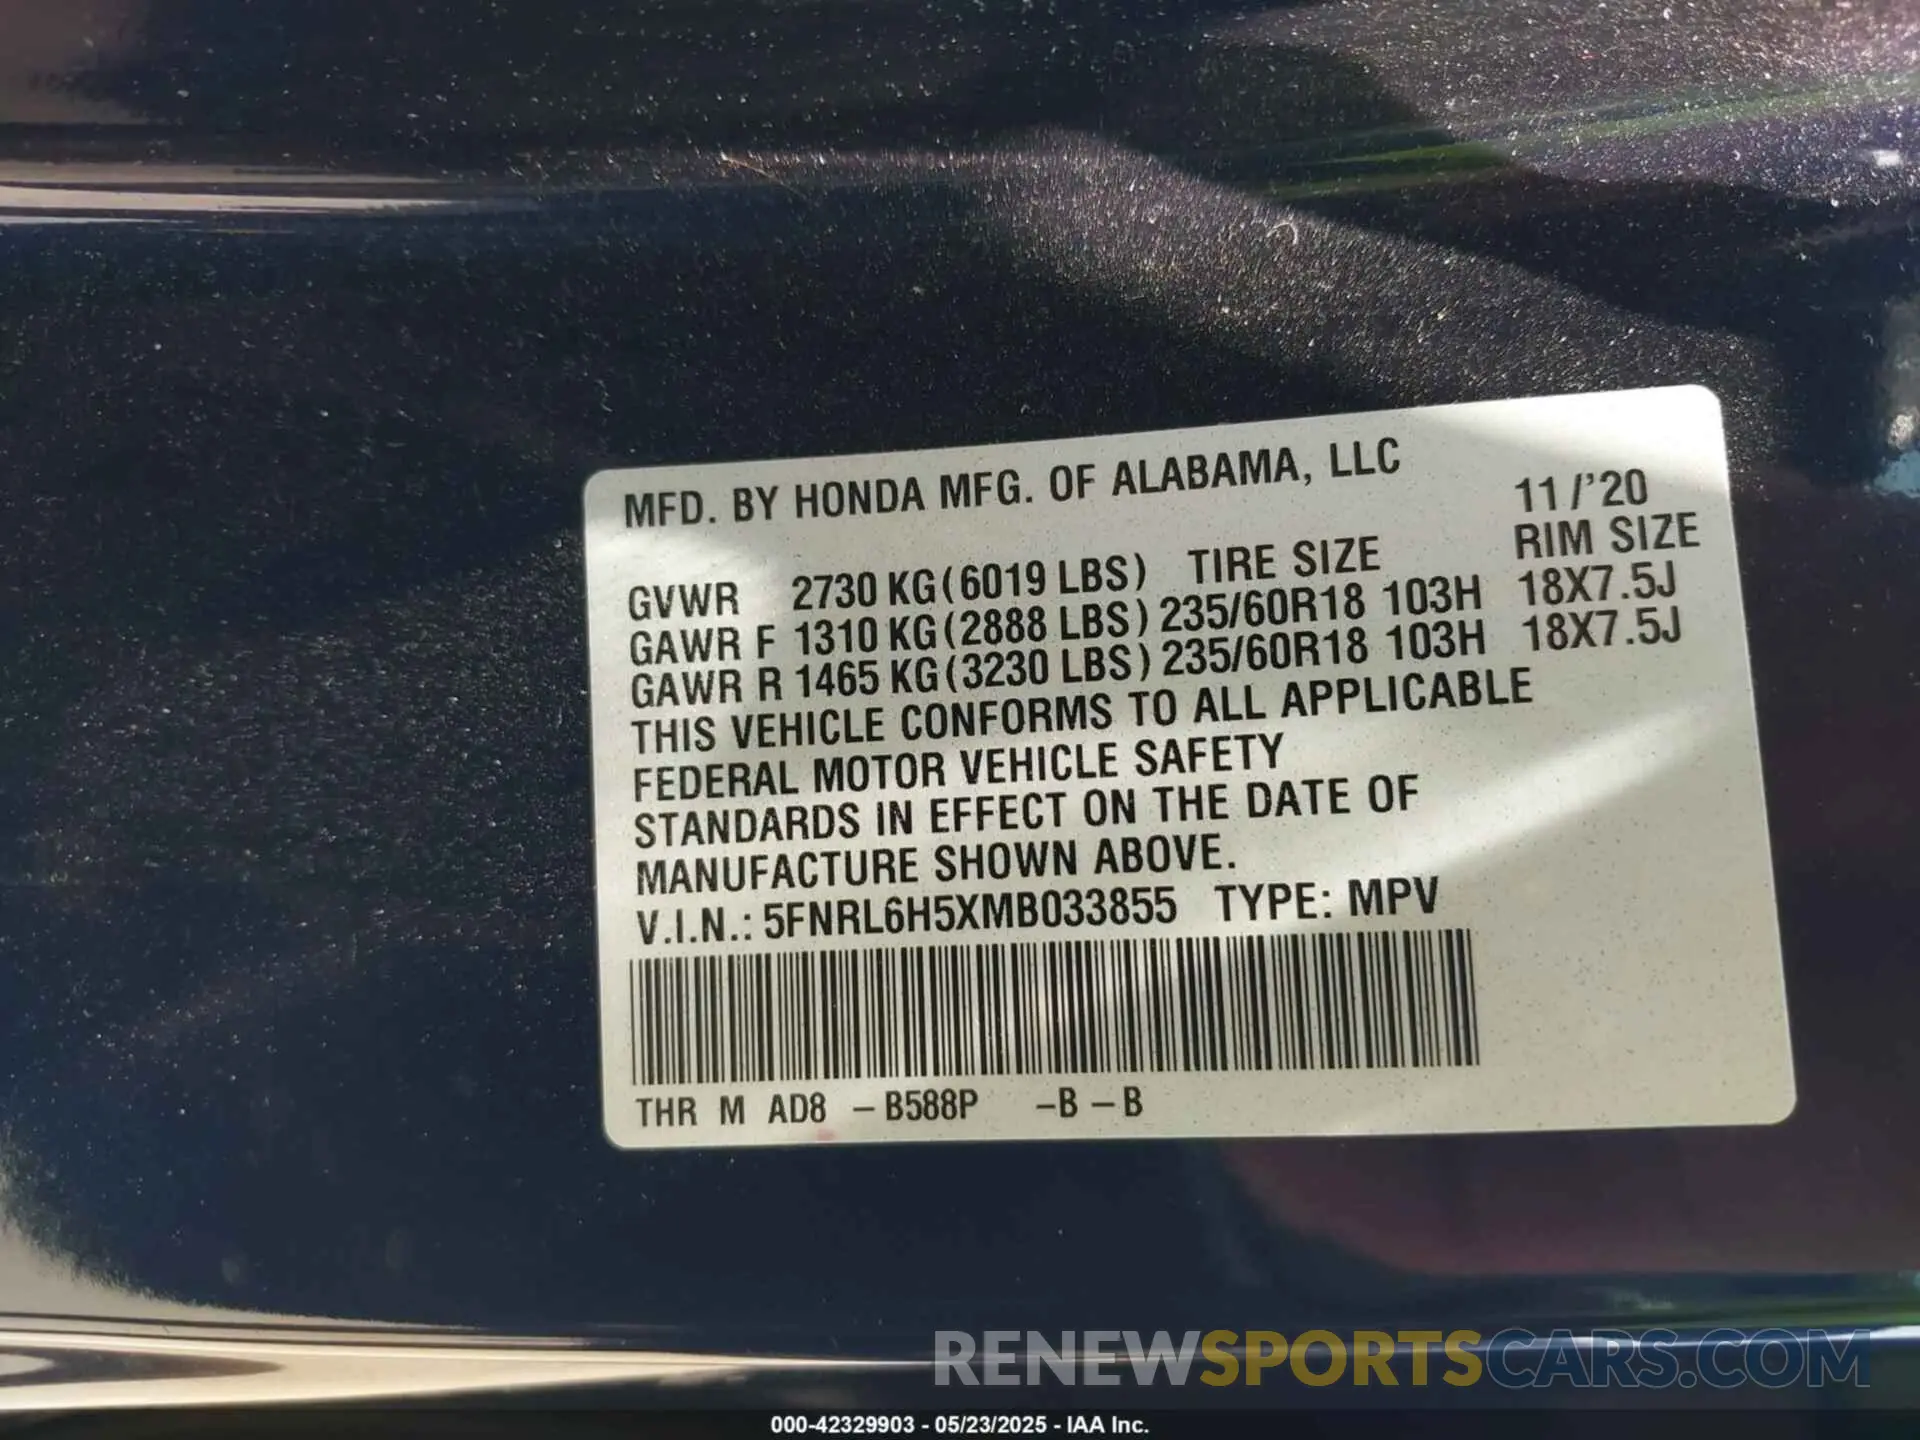 MFD. BY HONDA MFG. OF ALABAMA, LLC
11/'20
GVWR 2730 KG(6019 LBS) TIRE SIZE RIM SIZE
GAWR F 1310 KG(2888 LBS) 235/60R18 103H 18X7.5J
GAWR R 1465 KG(3230 LBS) 235/60R18 103H 18X7.5J
THIS VEHICLE CONFORMS TO ALL APPLICABLE
FEDERAL MOTOR VEHICLE SAFETY
STANDARDS IN EFFECT ON THE DATE OF
MANUFACTURE SHOWN ABOVE.
V.I.N.: 5FNRL6H5XMB033855 TYPE: MPV
THR M AD8 – B588P –B – B
RENEWSPORTSCARS.COM
000-42329903 - 05/23/2025 - IAA Inc.